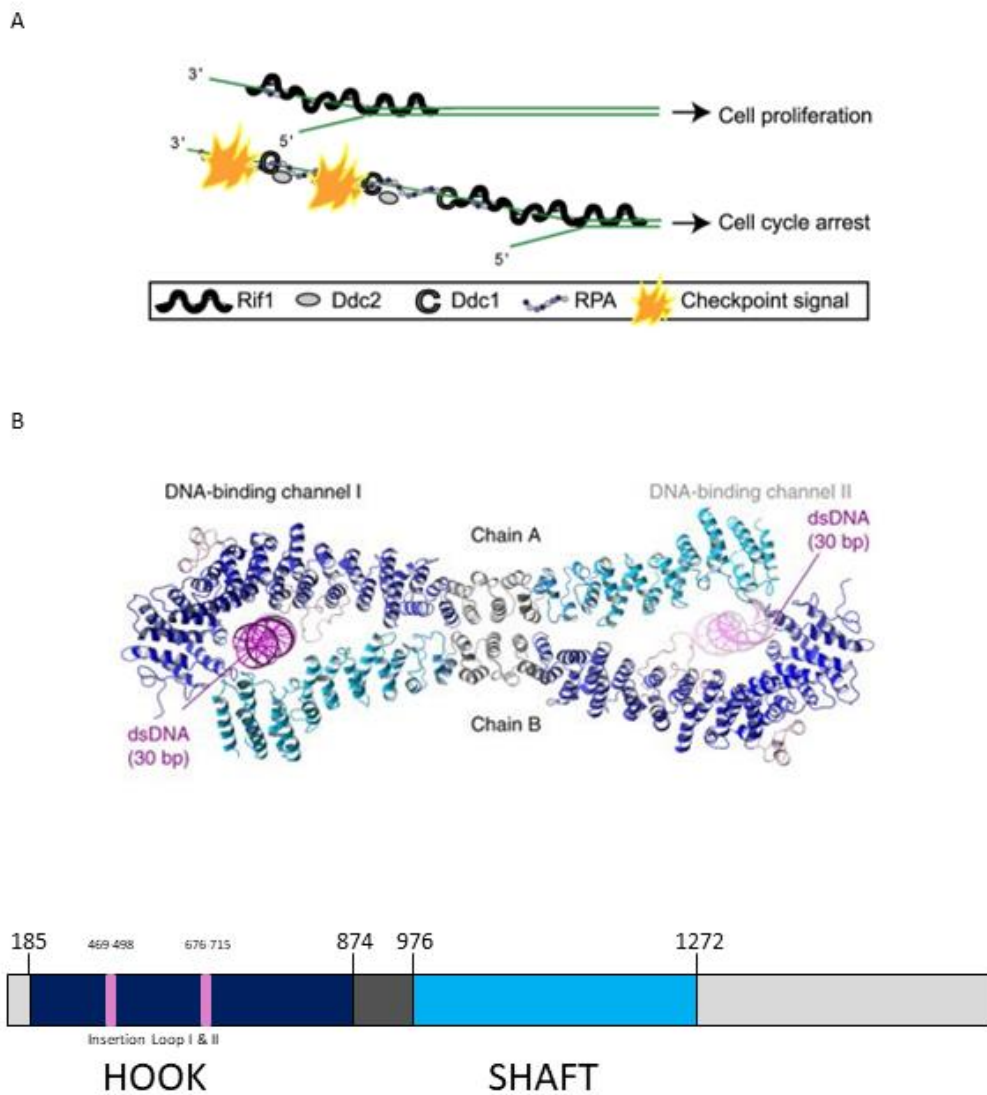 A
3'
Cell proliferation
5'
3'
Cell cycle arrest
5'
Rif1 Ddc2 Ddc1 RPA Checkpoint signal
B
DNA-binding channel I
DNA-binding channel II
Chain A
dsDNA
(30 bp)
dsDNA
(30 bp)
Chain B
185 469 498 676 715 874 976 1272
Insertion Loop I & II
HOOK SHAFT